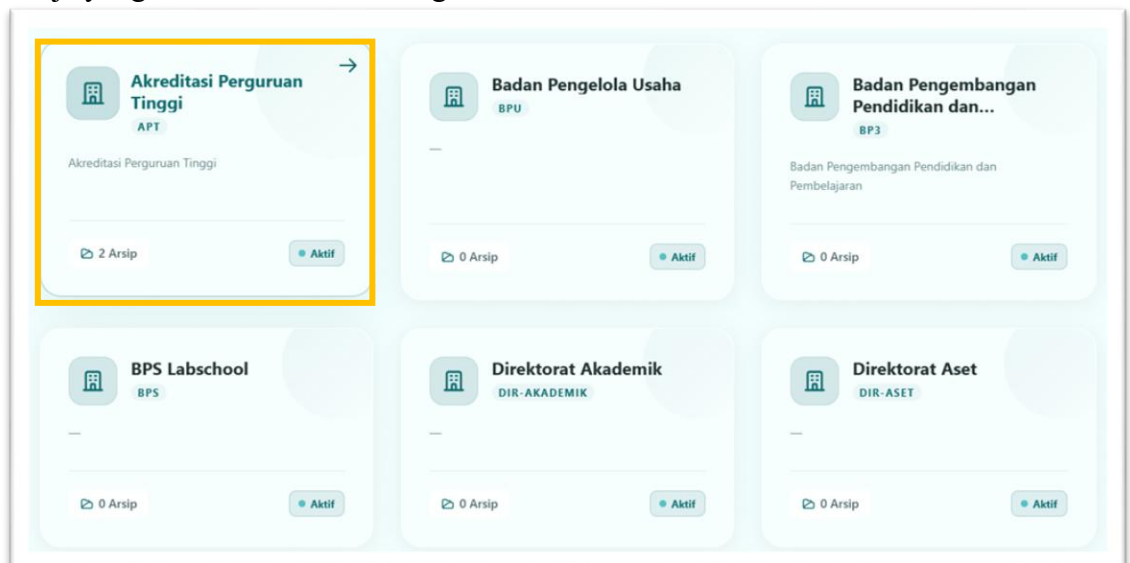 Akreditasi Perguruan
Tinggi
APT
Akreditasi Perguruan Tinggi
2 Arsip
Aktif
Badan Pengelola Usaha
BPU
—
0 Arsip
Aktif
Badan Pengembangan
Pendidikan dan...
BP3
Badan Pengembangan Pendidikan dan
Pembelajaran
0 Arsip
Aktif
BPS Labschool
BPS
—
0 Arsip
Aktif
Direktorat Akademik
DIR-AKADEMIK
—
0 Arsip
Aktif
Direktorat Aset
DIR-ASET
—
0 Arsip
Aktif